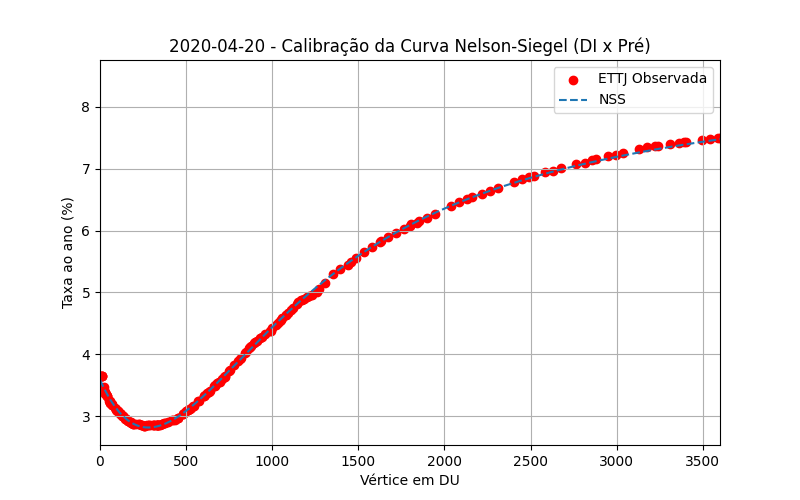 2020-04-20 - Calibração da Curva Nelson-Siegel (DI x Pré)
ETTJ Observada
NSS
Taxa ao ano (%)
8
7
6
5
4
3
0 500 1000 1500 2000 2500 3000 3500
Vértice em DU